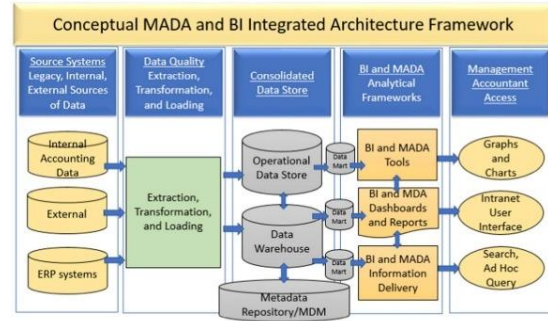 Conceptual MADA and BI Integrated Architecture Framework
Source Systems
Legacy, Internal,
External Sources
of Data
Data Quality
Extraction,
Transformation,
and Loading
Consolidated
Data Store
BI and MADA
Analytical
Frameworks
Management
Accountant
Access
Internal
Accounting
Data
External
ERP systems
Extraction,
Transformation,
and Loading
Operational
Data Store
Data
Warehouse
Metadata
Repository/MDM
Data
Mart
Data
Mart
Data
Mart
BI and MADA
Tools
BI and MDA
Dashboards
and Reports
BI and MADA
Information
Delivery
Graphs
and
Charts
Intranet
User
Interface
Search,
Ad Hoc
Query